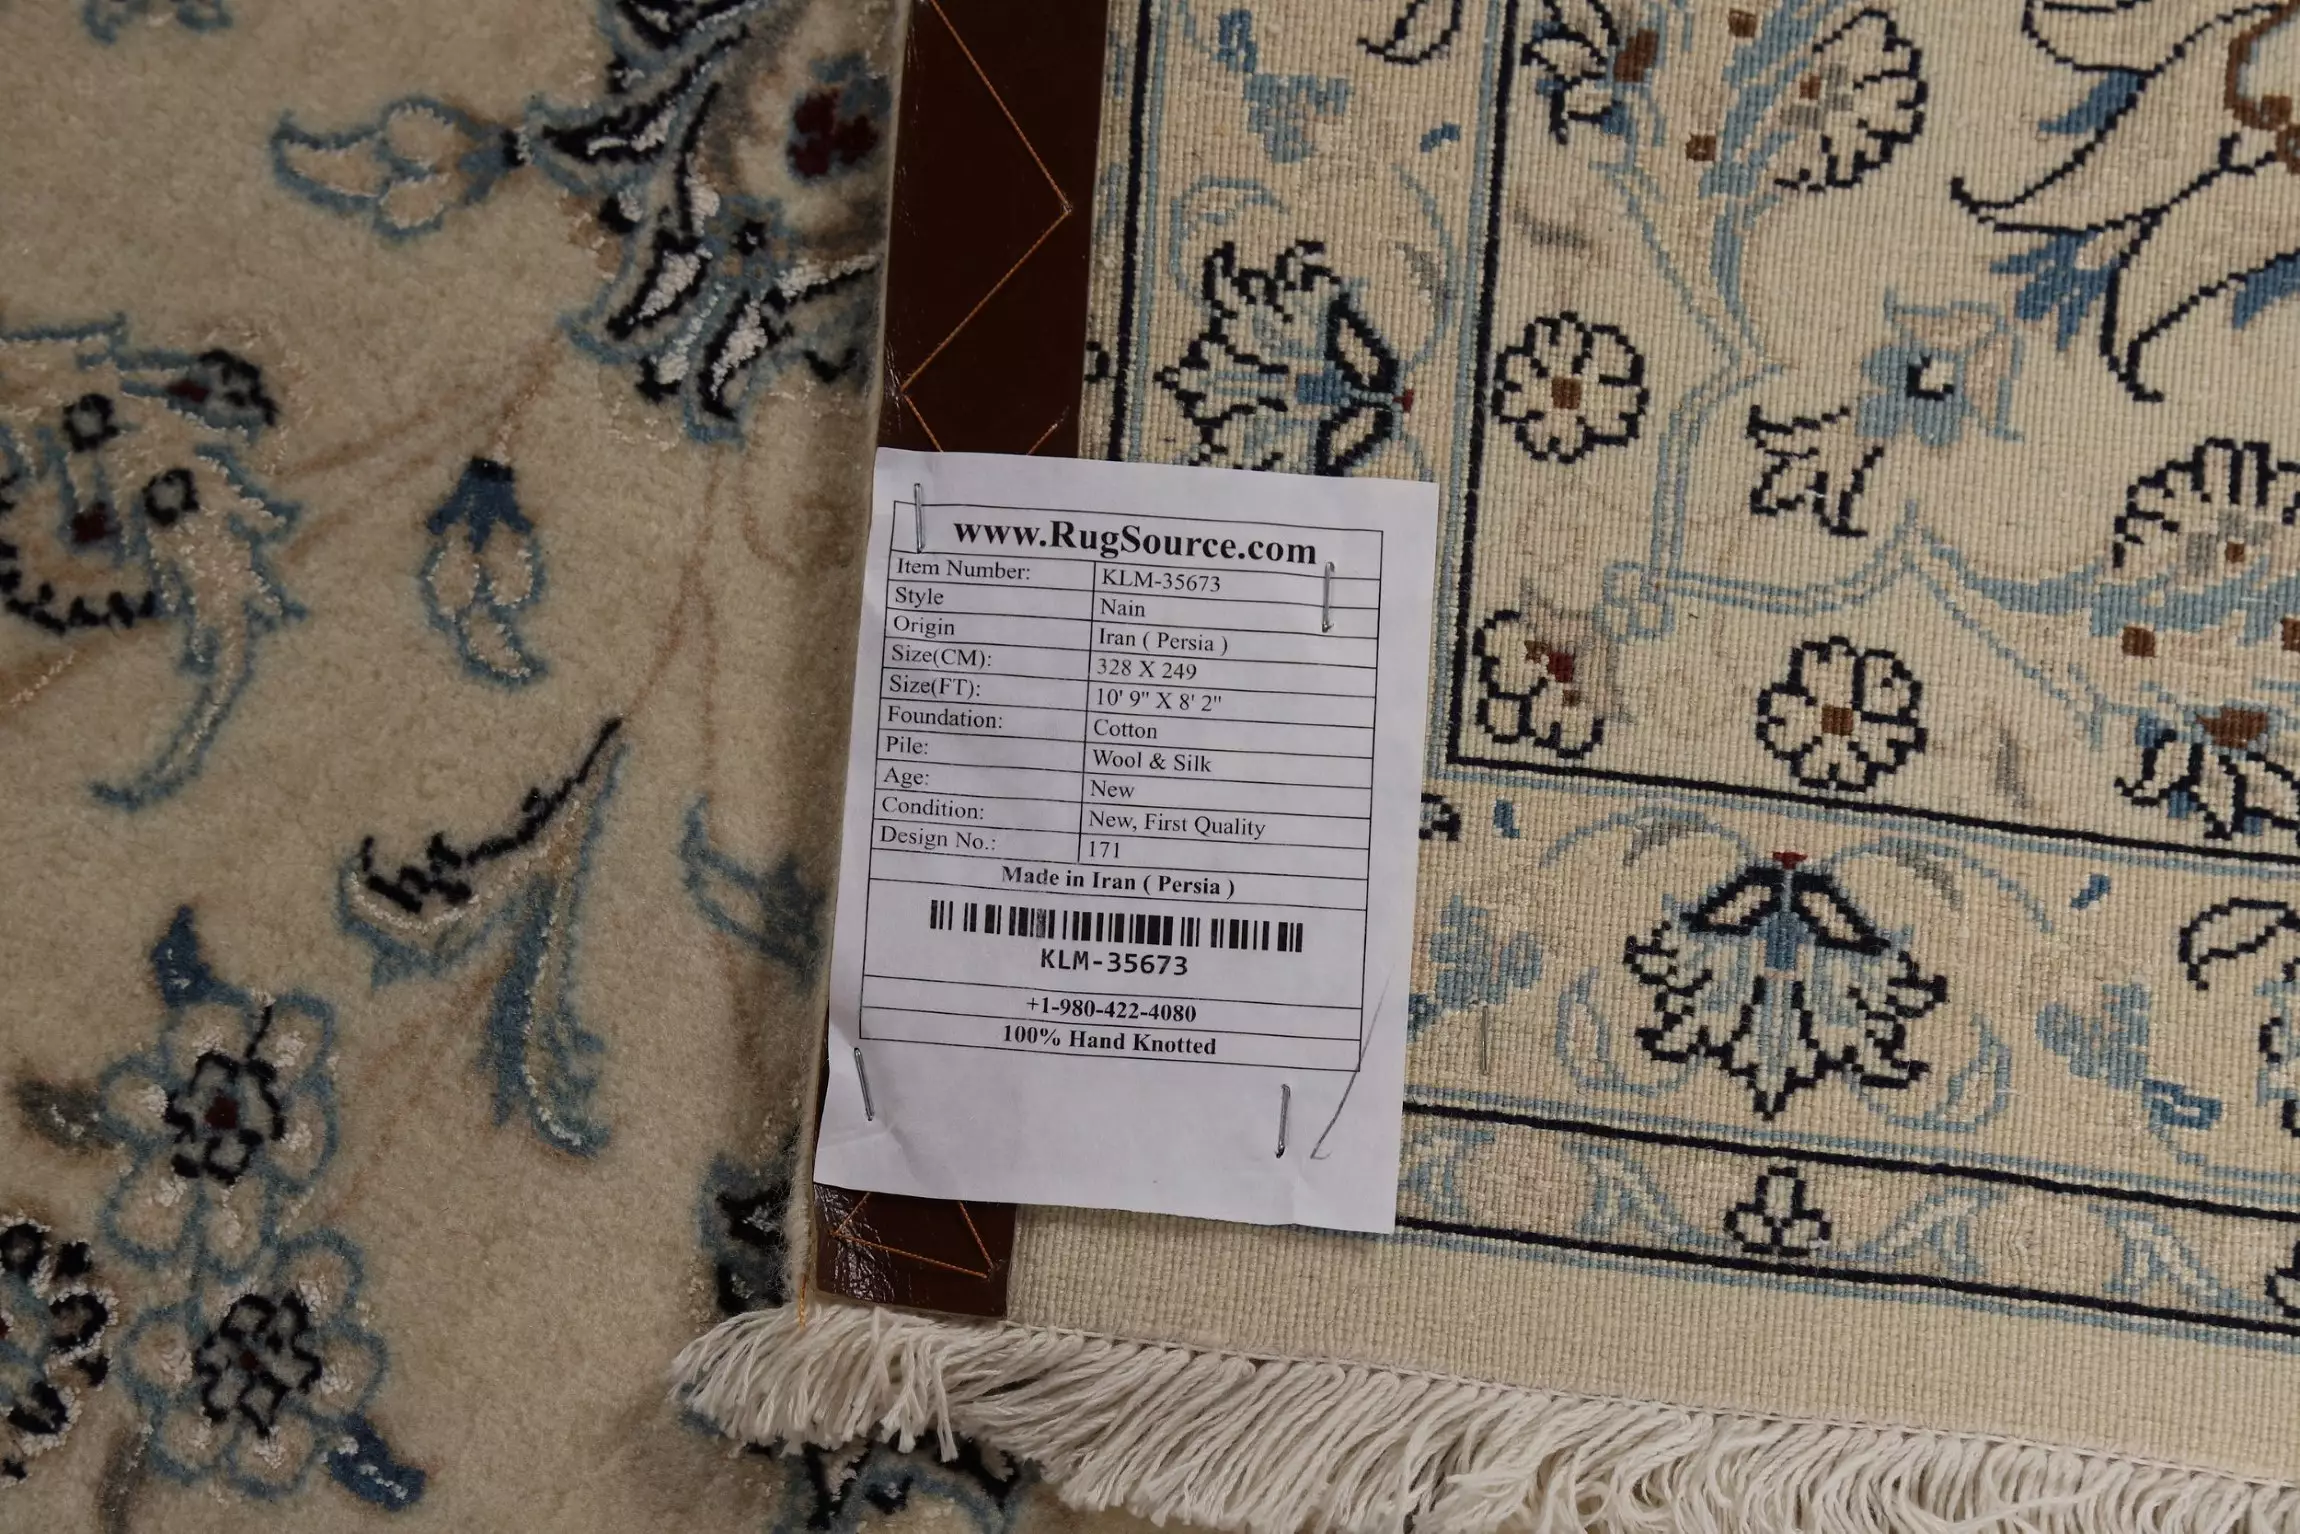 www.RugSource.com
Item Number: KLM-35673
Style Nain
Origin Iran ( Persia )
Size(CM): 328 X 249
Size(FT): 10' 9" X 8' 2"
Foundation: Cotton
Pile: Wool & Silk
Age: New
Condition: New, First Quality
Design No.: 171
Made in Iran ( Persia )
KLM-35673
+1-980-422-4080
100% Hand Knotted